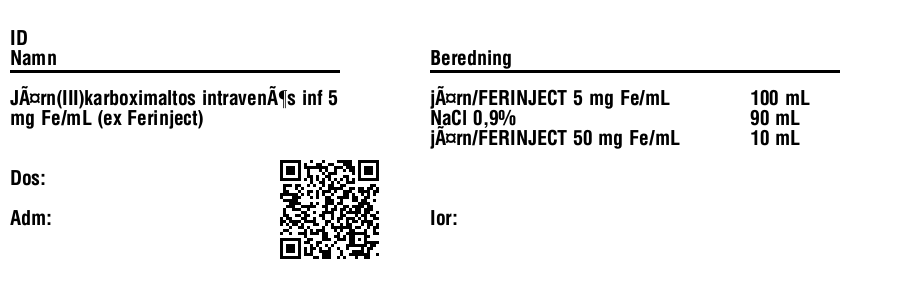 ID
Namn
JÃ¤rn(III)karboximaltos intravenÃ¶s inf 5
mg Fe/mL (ex Ferinject)
Dos:
Adm:
Beredning
jÃ¤rn/FERINJECT 5 mg Fe/mL 100 mL
NaCl 0,9% 90 mL
jÃ¤rn/FERINJECT 50 mg Fe/mL 10 mL
Ior: